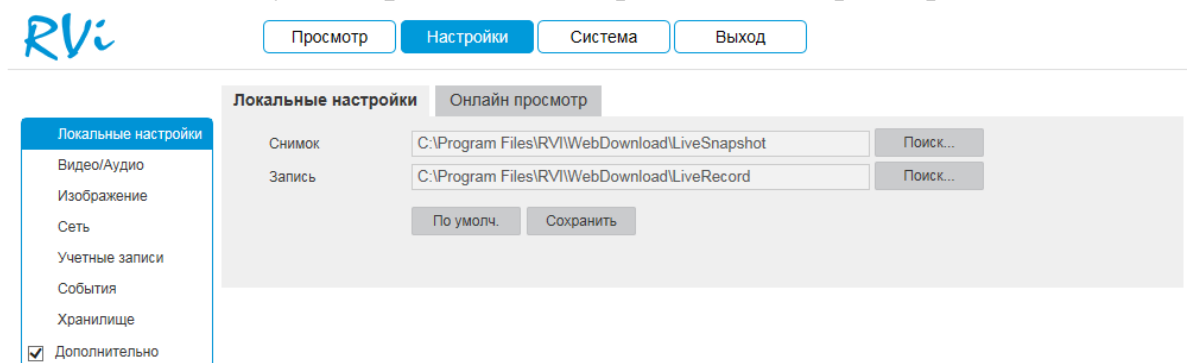 RVi
Просмотр Настройки Система Выход
Локальные настройки Онлайн просмотр
Локальные настройки
Видео/Аудио
Изображение
Сеть
Учетные записи
События
Хранилище
Дополнительно
Снимок C:\Program Files\RVI\WebDownload\LiveSnapshot Поиск...
Запись C:\Program Files\RVI\WebDownload\LiveRecord Поиск...
По умолч. Сохранить